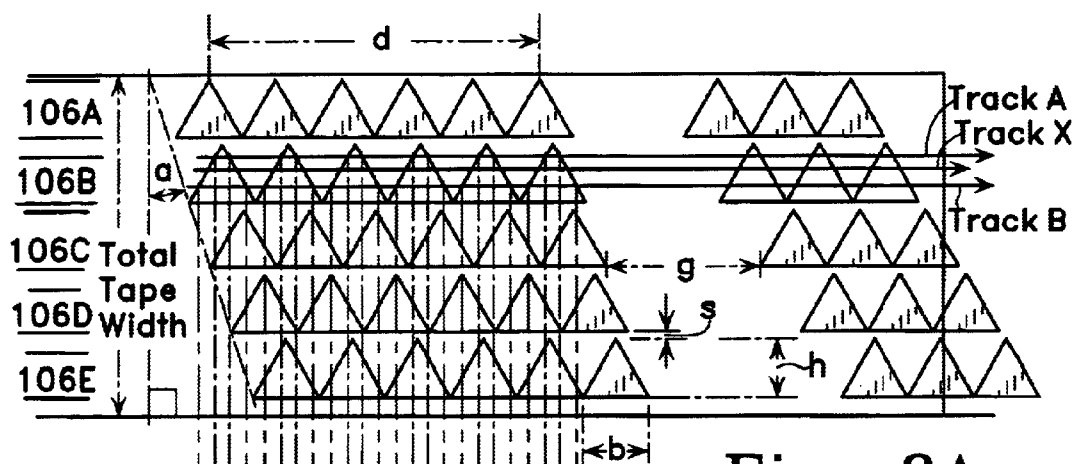 d
106A
Track A
Track X
a
106B
Track B
106C
Total
Tape
Width
g
106D
s
106E
h
b